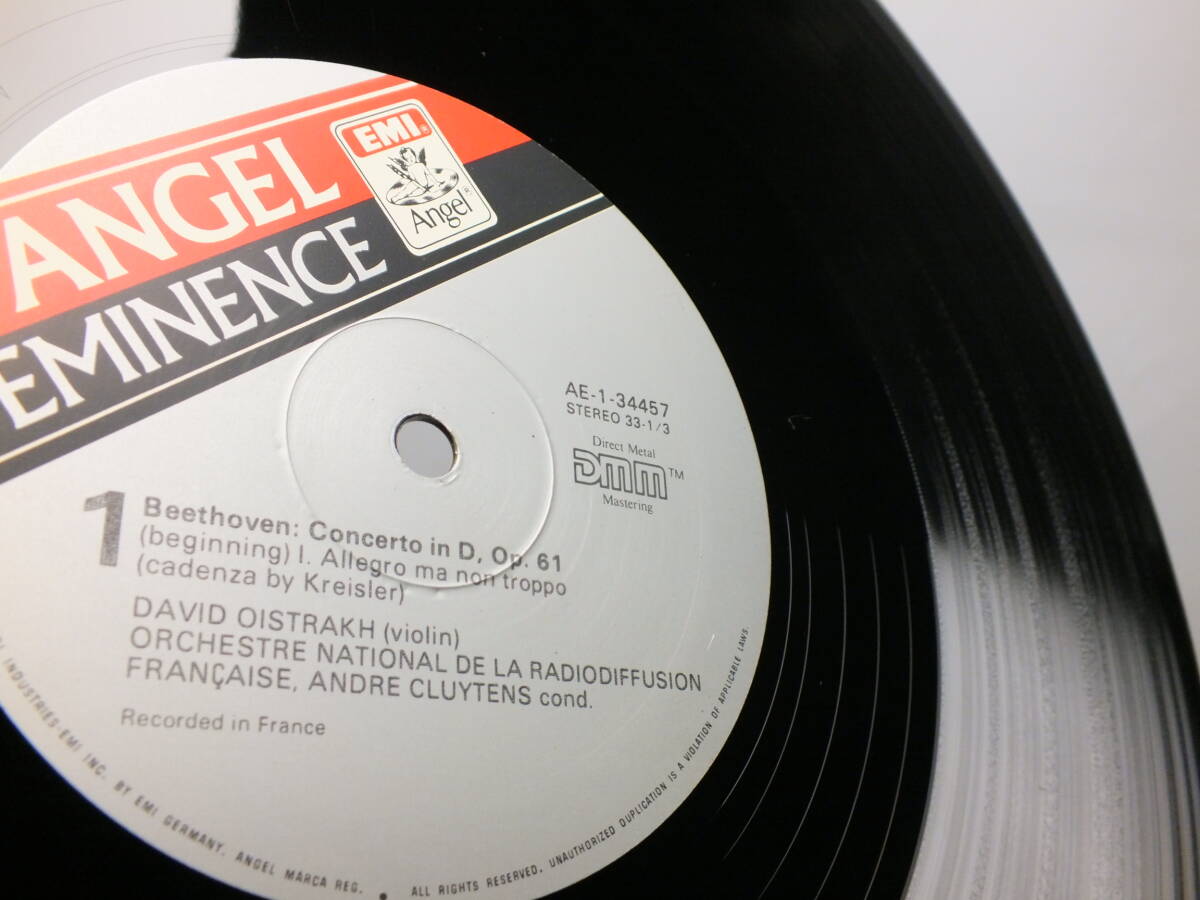 ANGEL
EMINENCE
EMI®
Angel®
AE-1-34457
STEREO 33-1/3
Direct Metal
DMM™
Mastering
1
Beethoven: Concerto in D, Op. 61
(beginning) I. Allegro ma non troppo
(cadenza by Kreisler)
DAVID OISTRAKH (violin)
ORCHESTRE NATIONAL DE LA RADIODIFFUSION
FRANÇAISE, ANDRE CLUYTENS cond.
Recorded in France
INDUSTRIES-EMI INC. BY EMI GERMANY. ANGEL MARCA REG. • ALL RIGHTS RESERVED. UNAUTHORIZED DUPLICATION IS A VIOLATION OF APPLICABLE LAWS.